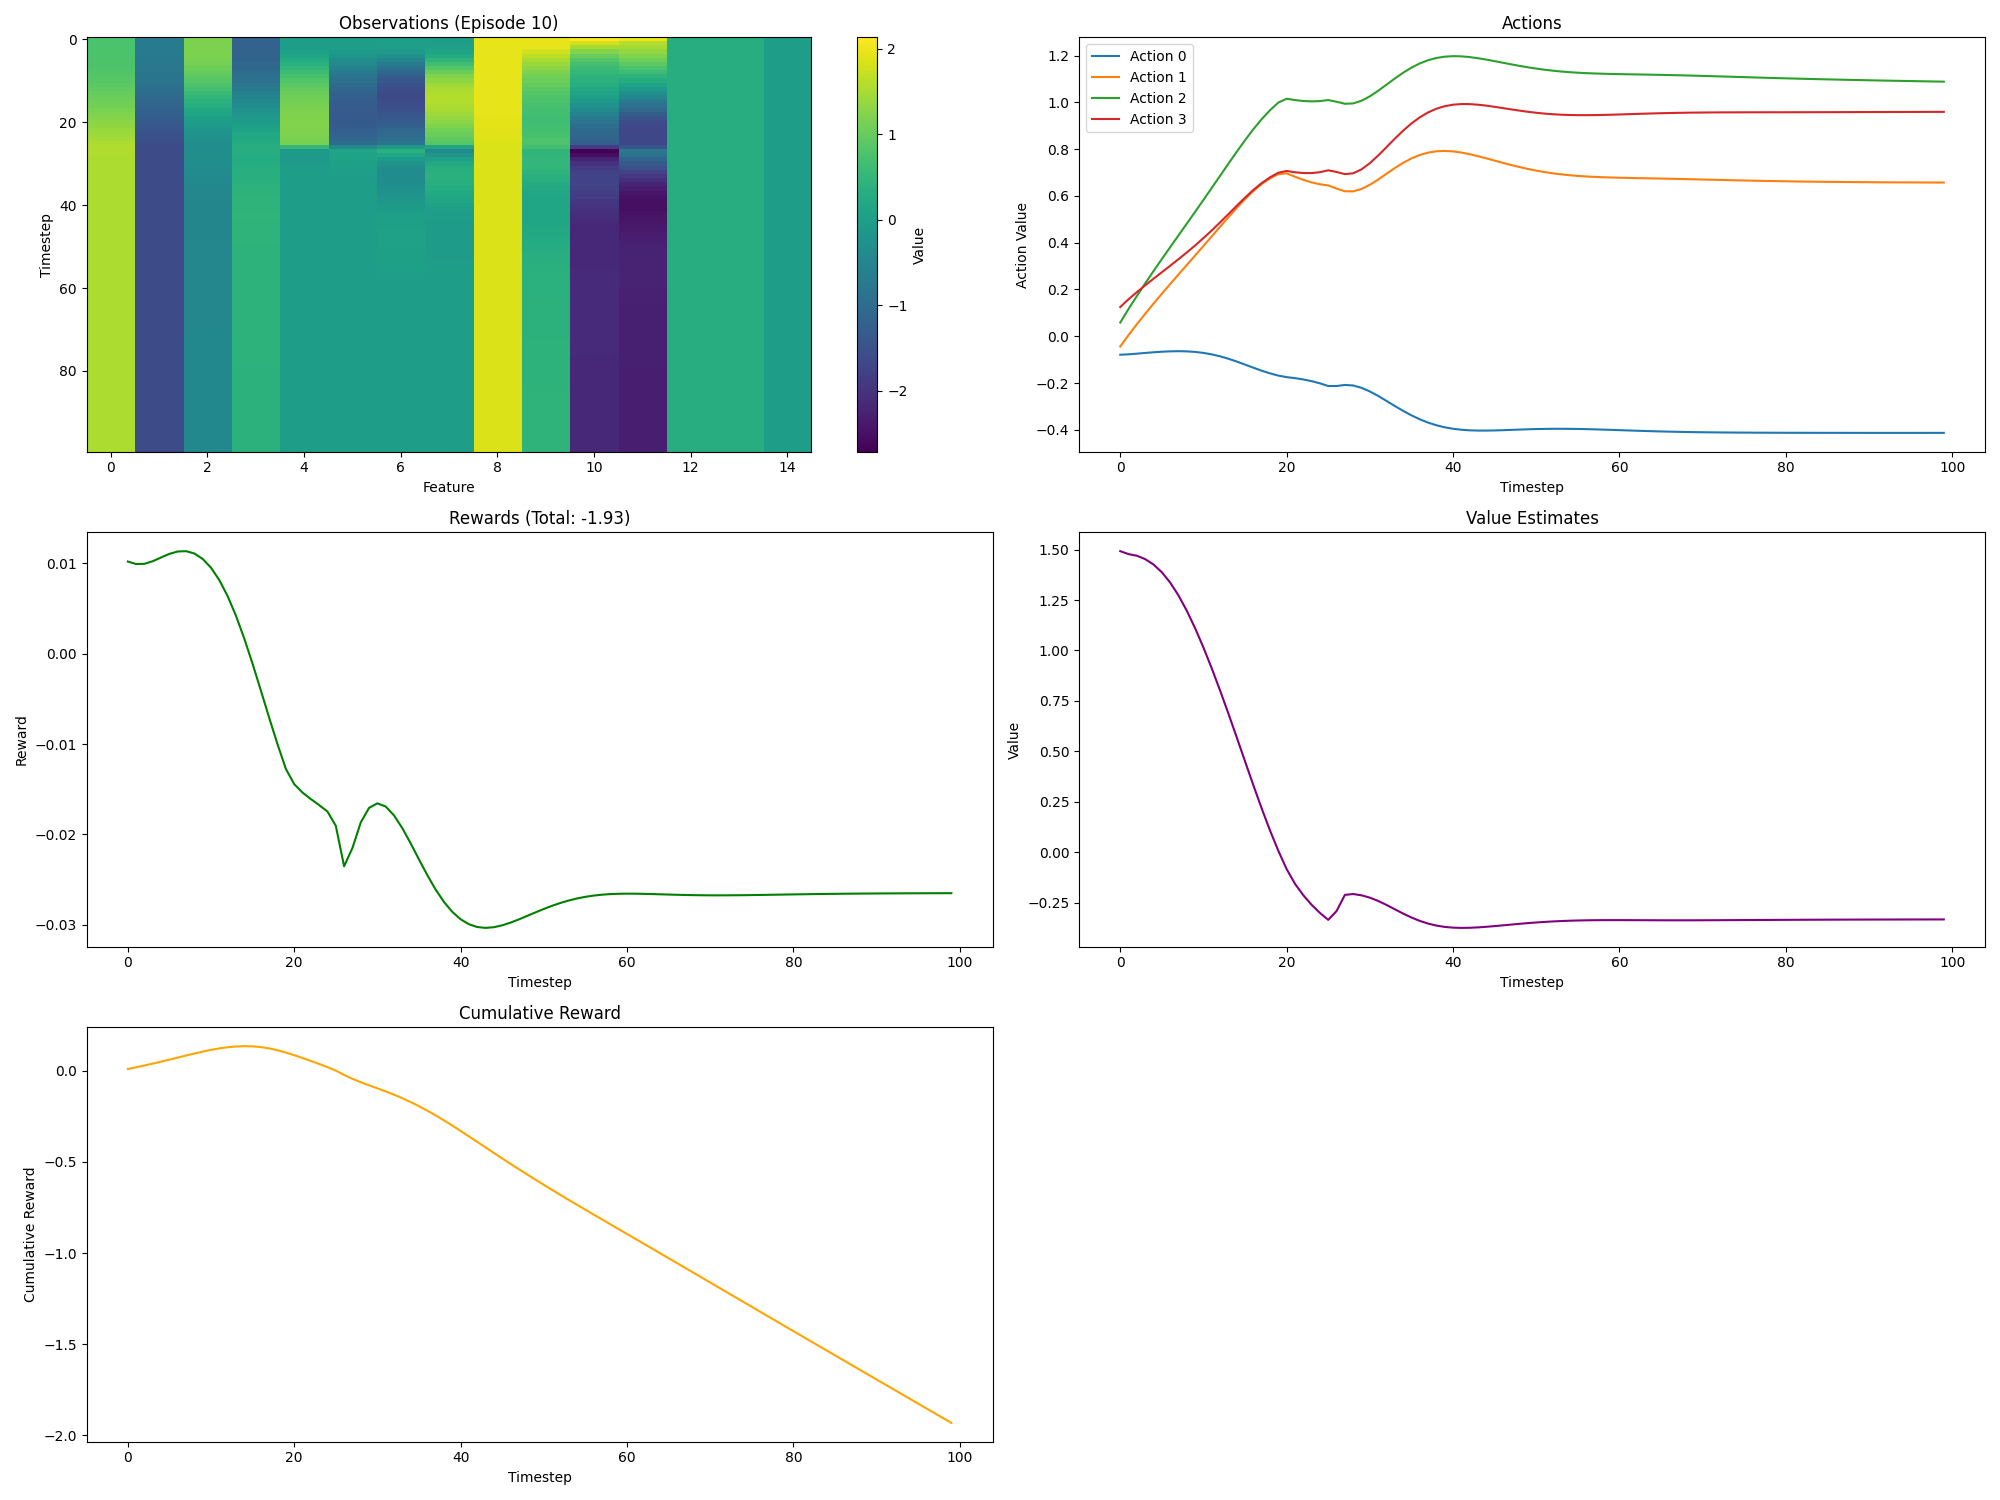 Observations (Episode 10)
0
20
40
60
80
Timestep
0 2 4 6 8 10 12 14
Feature
2
1
0
−1
−2
Value
Actions
Action 0
Action 1
Action 2
Action 3
1.2
1.0
0.8
0.6
0.4
0.2
0.0
−0.2
−0.4
Action Value
0 20 40 60 80 100
Timestep
Rewards (Total: -1.93)
0.01
0.00
−0.01
−0.02
−0.03
Reward
0 20 40 60 80 100
Timestep
Value Estimates
1.50
1.25
1.00
0.75
0.50
0.25
0.00
−0.25
Value
0 20 40 60 80 100
Timestep
Cumulative Reward
0.0
−0.5
−1.0
−1.5
−2.0
Cumulative Reward
0 20 40 60 80 100
Timestep